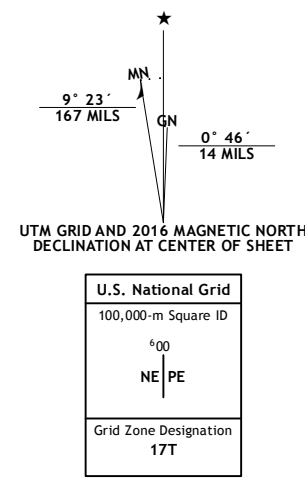 ★
MN
GN
9° 23´
167 MILS
0° 46´
14 MILS
UTM GRID AND 2016 MAGNETIC NORTH
DECLINATION AT CENTER OF SHEET
U.S. National Grid
100,000-m Square ID
⁶00
NE PE
Grid Zone Designation
17T